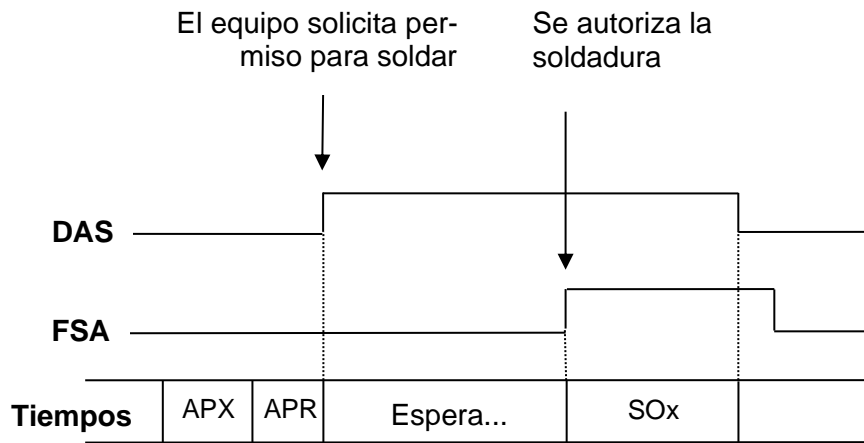 El equipo solicita per-
miso para soldar
Se autoriza la
soldadura
DAS
FSA
Tiempos
APX
APR
Espera...
SOx